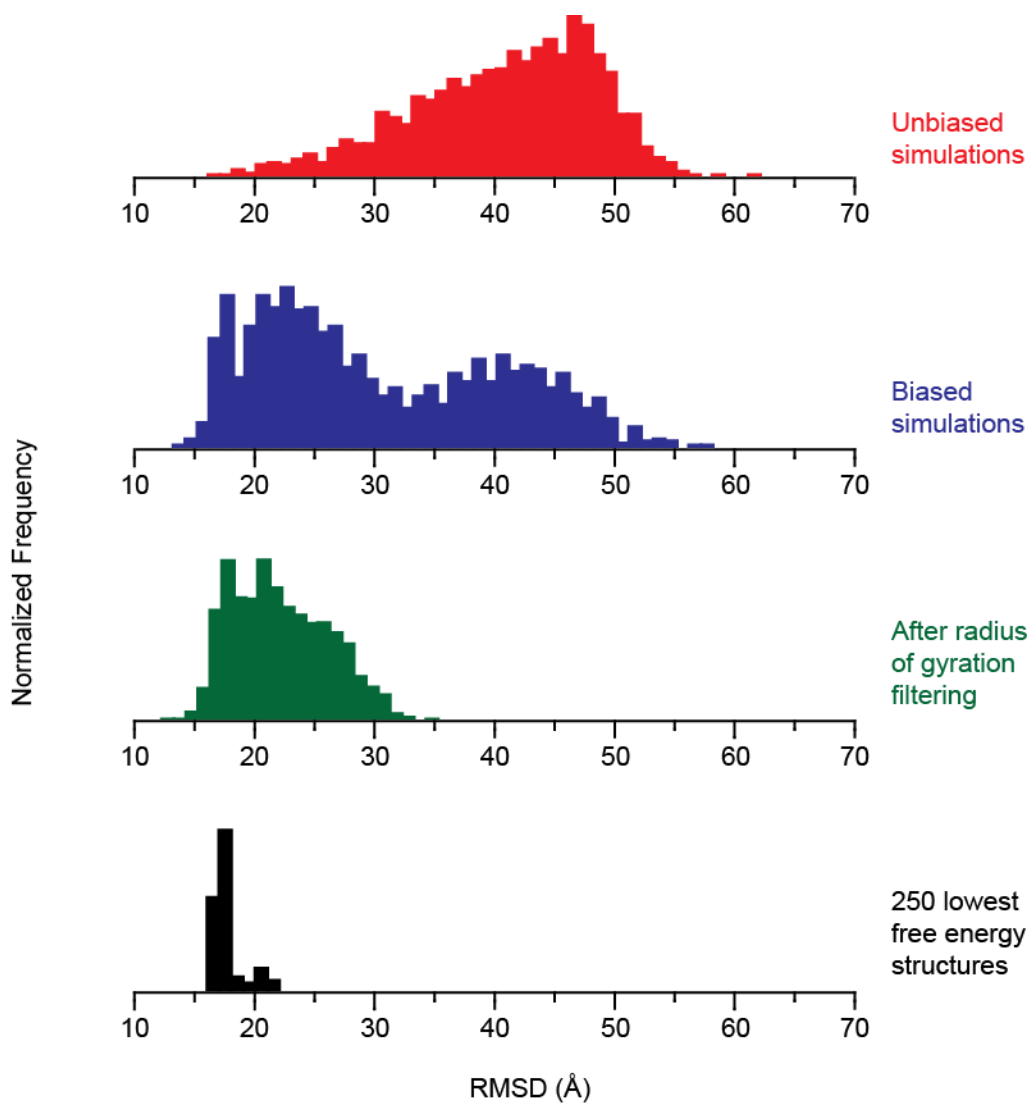 Unbiased
simulations
10 20 30 40 50 60 70
Biased
simulations
10 20 30 40 50 60 70
Normalized Frequency
After radius
of gyration
filtering
10 20 30 40 50 60 70
250 lowest
free energy
structures
10 20 30 40 50 60 70
RMSD (Å)